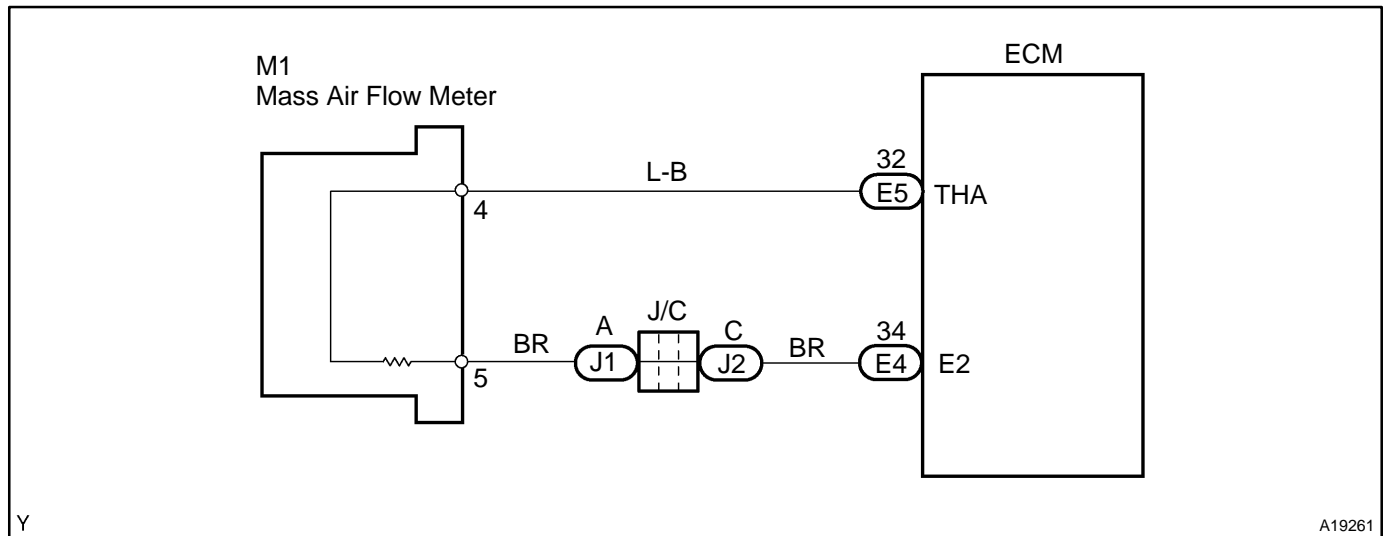 ECM
M1
Mass Air Flow Meter
L-B
32
E5
THA
4
J/C
A
C
34
BR
BR
J1
J2
E4
E2
5
Y
A19261